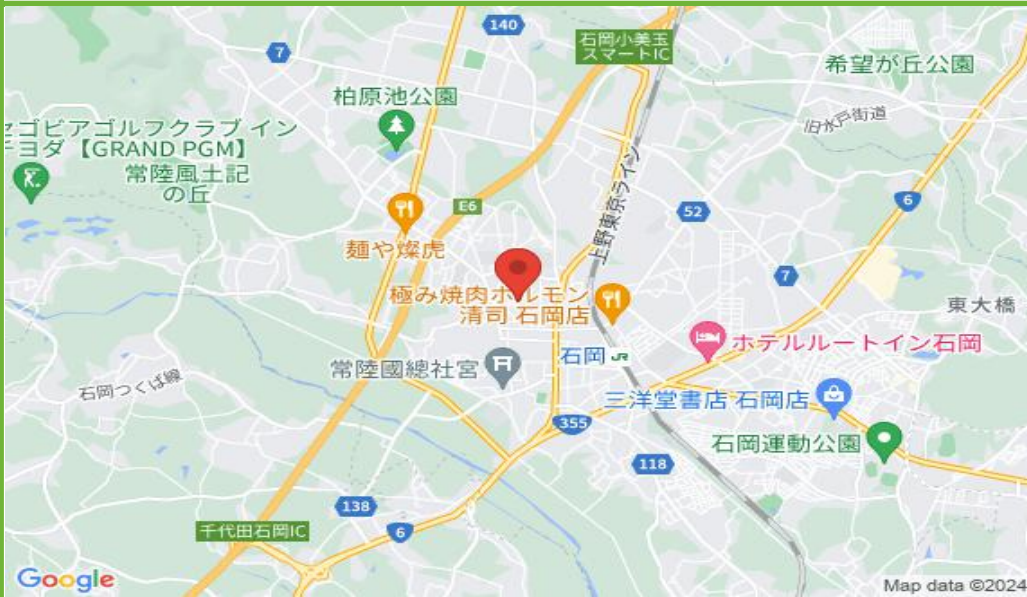 140
7
石岡小美玉
スマートIC
希望が丘公園
柏原池公園
旧水戸街道
セゴビアゴルフクラブ イン
チヨダ【GRAND PGM】
常陸風土記
の丘
E6
上野東京ライン
52
6
麺や燦虎
7
極み焼肉ホルモン
清司 石岡店
東大橋
石岡 JR
ホテルルートイン石岡
常陸國總社宮
石岡つくば線
三洋堂書店 石岡店
355
石岡運動公園
118
138
千代田石岡IC
6
Google
Map data ©2024